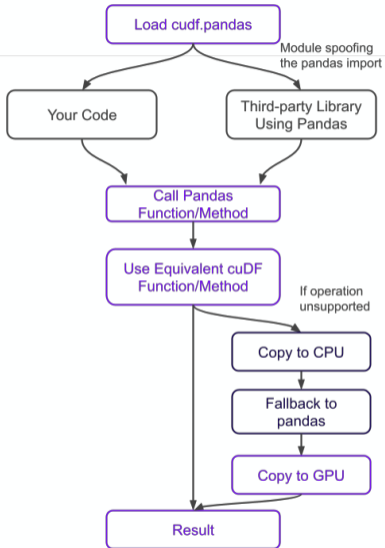 Load cudf.pandas
Module spoofing
the pandas import
Your Code
Third-party Library
Using Pandas
Call Pandas
Function/Method
Use Equivalent cuDF
Function/Method
If operation
unsupported
Copy to CPU
Fallback to
pandas
Copy to GPU
Result